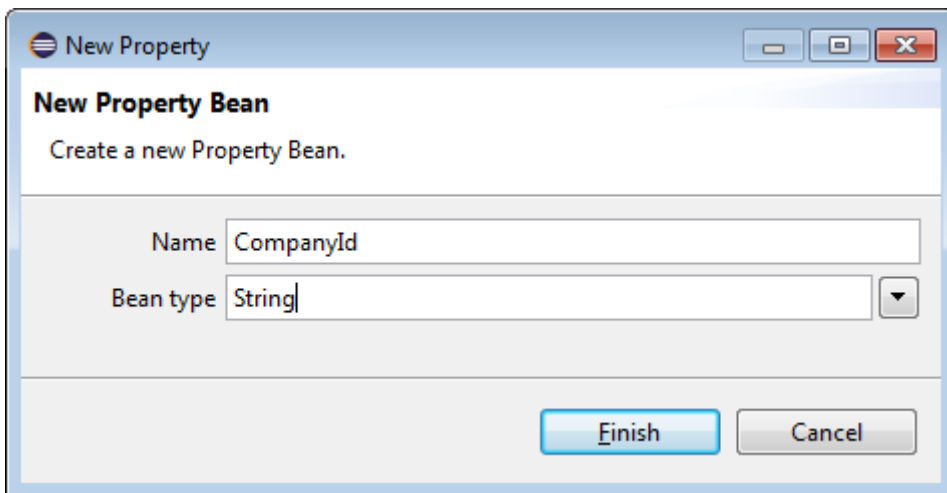 New Property
New Property Bean
Create a new Property Bean.
Name CompanyId
Bean type String
Finish Cancel